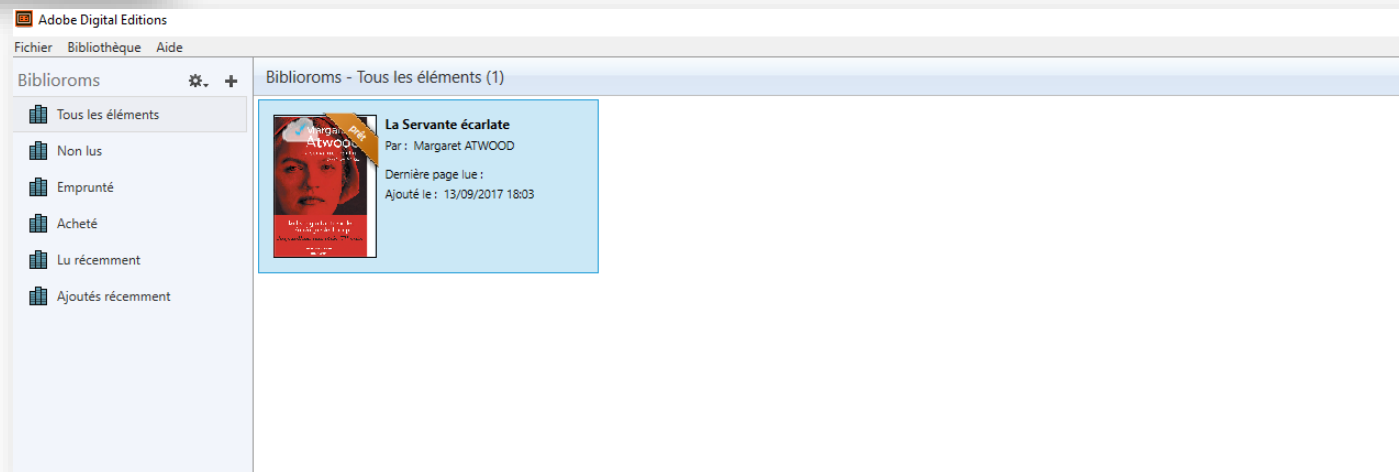 Adobe Digital Editions
Fichier Bibliothèque Aide
Biblioroms
Tous les éléments
Non lus
Emprunté
Acheté
Lu récemment
Ajoutés récemment
Biblioroms - Tous les éléments (1)
prêt
Atwood
La Servante écarlate
Par : Margaret ATWOOD
Dernière page lue :
Ajouté le : 13/09/2017 18:03